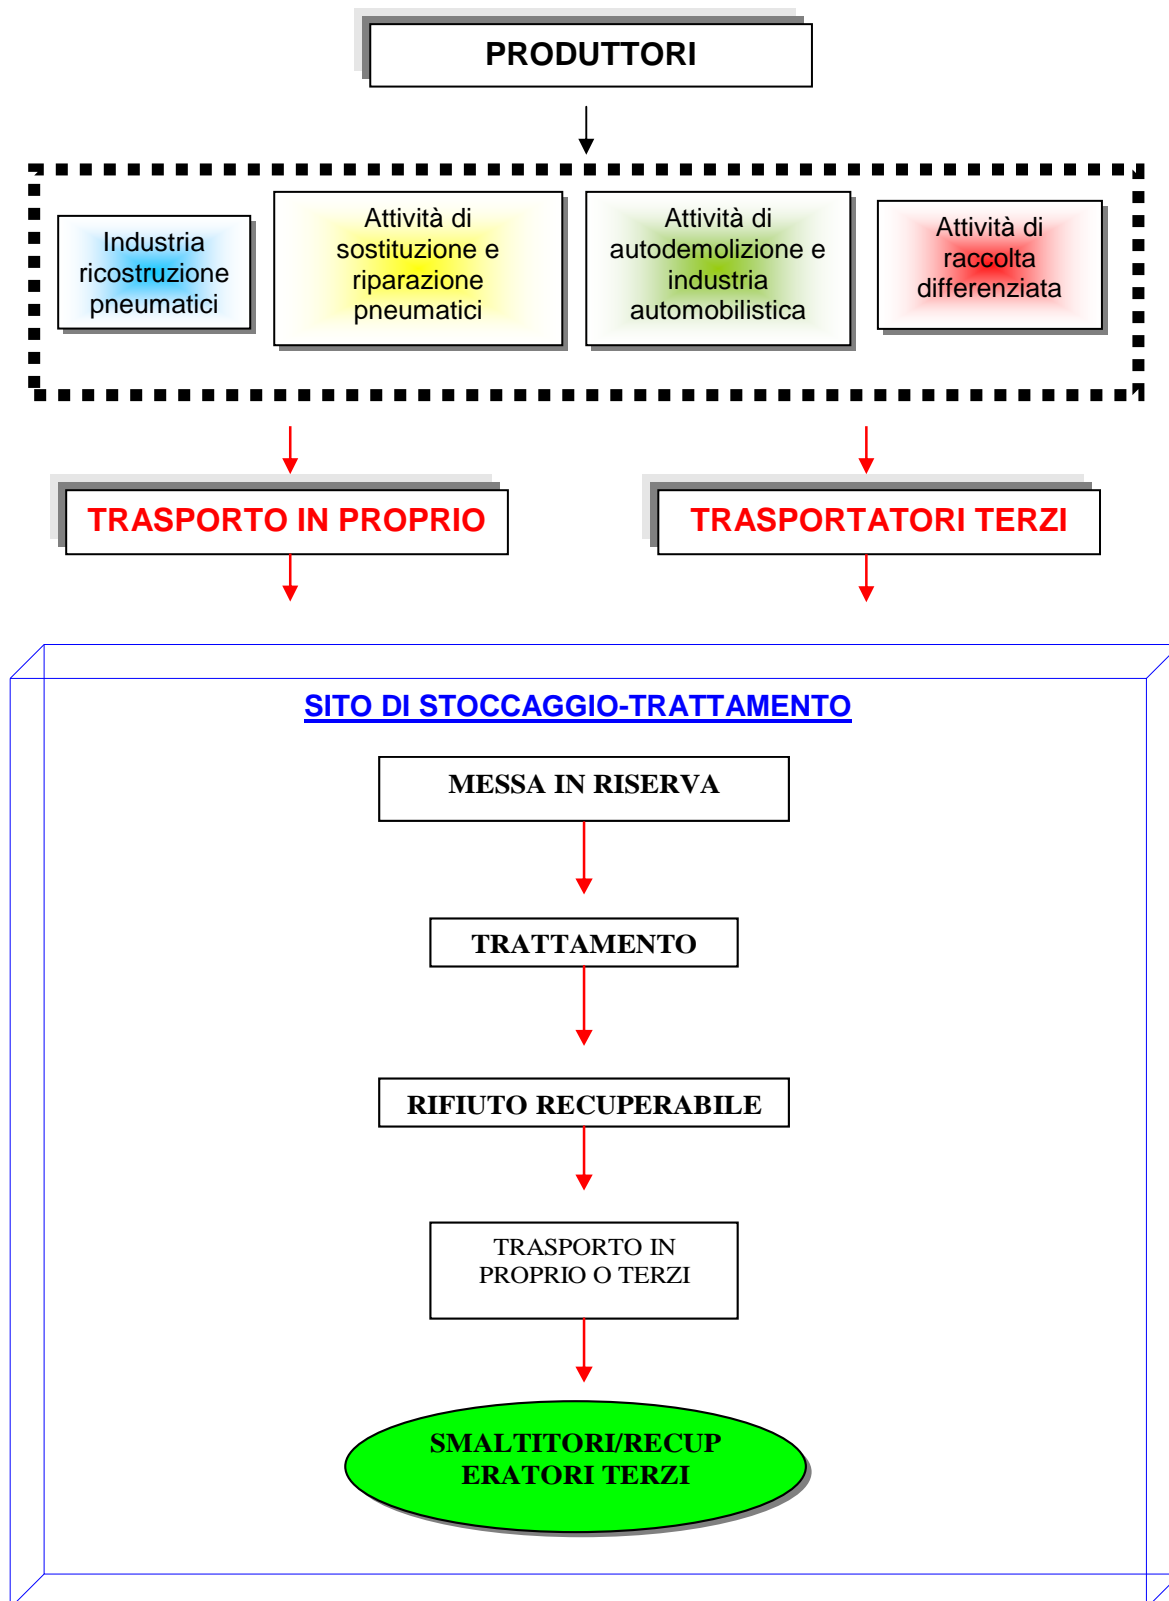 PRODUTTORI
Industria
ricostruzione
pneumatici
Attività di
sostituzione e
riparazione
pneumatici
Attività di
autodemolizione e
industria
automobilistica
Attività di
raccolta
differenziata
TRASPORTO IN PROPRIO
TRASPORTATORI TERZI
SITO DI STOCCAGGIO-TRATTAMENTO
MESSA IN RISERVA
TRATTAMENTO
RIFIUTO RECUPERABILE
TRASPORTO IN
PROPRIO O TERZI
SMALTITORI/RECUP
ERATORI TERZI